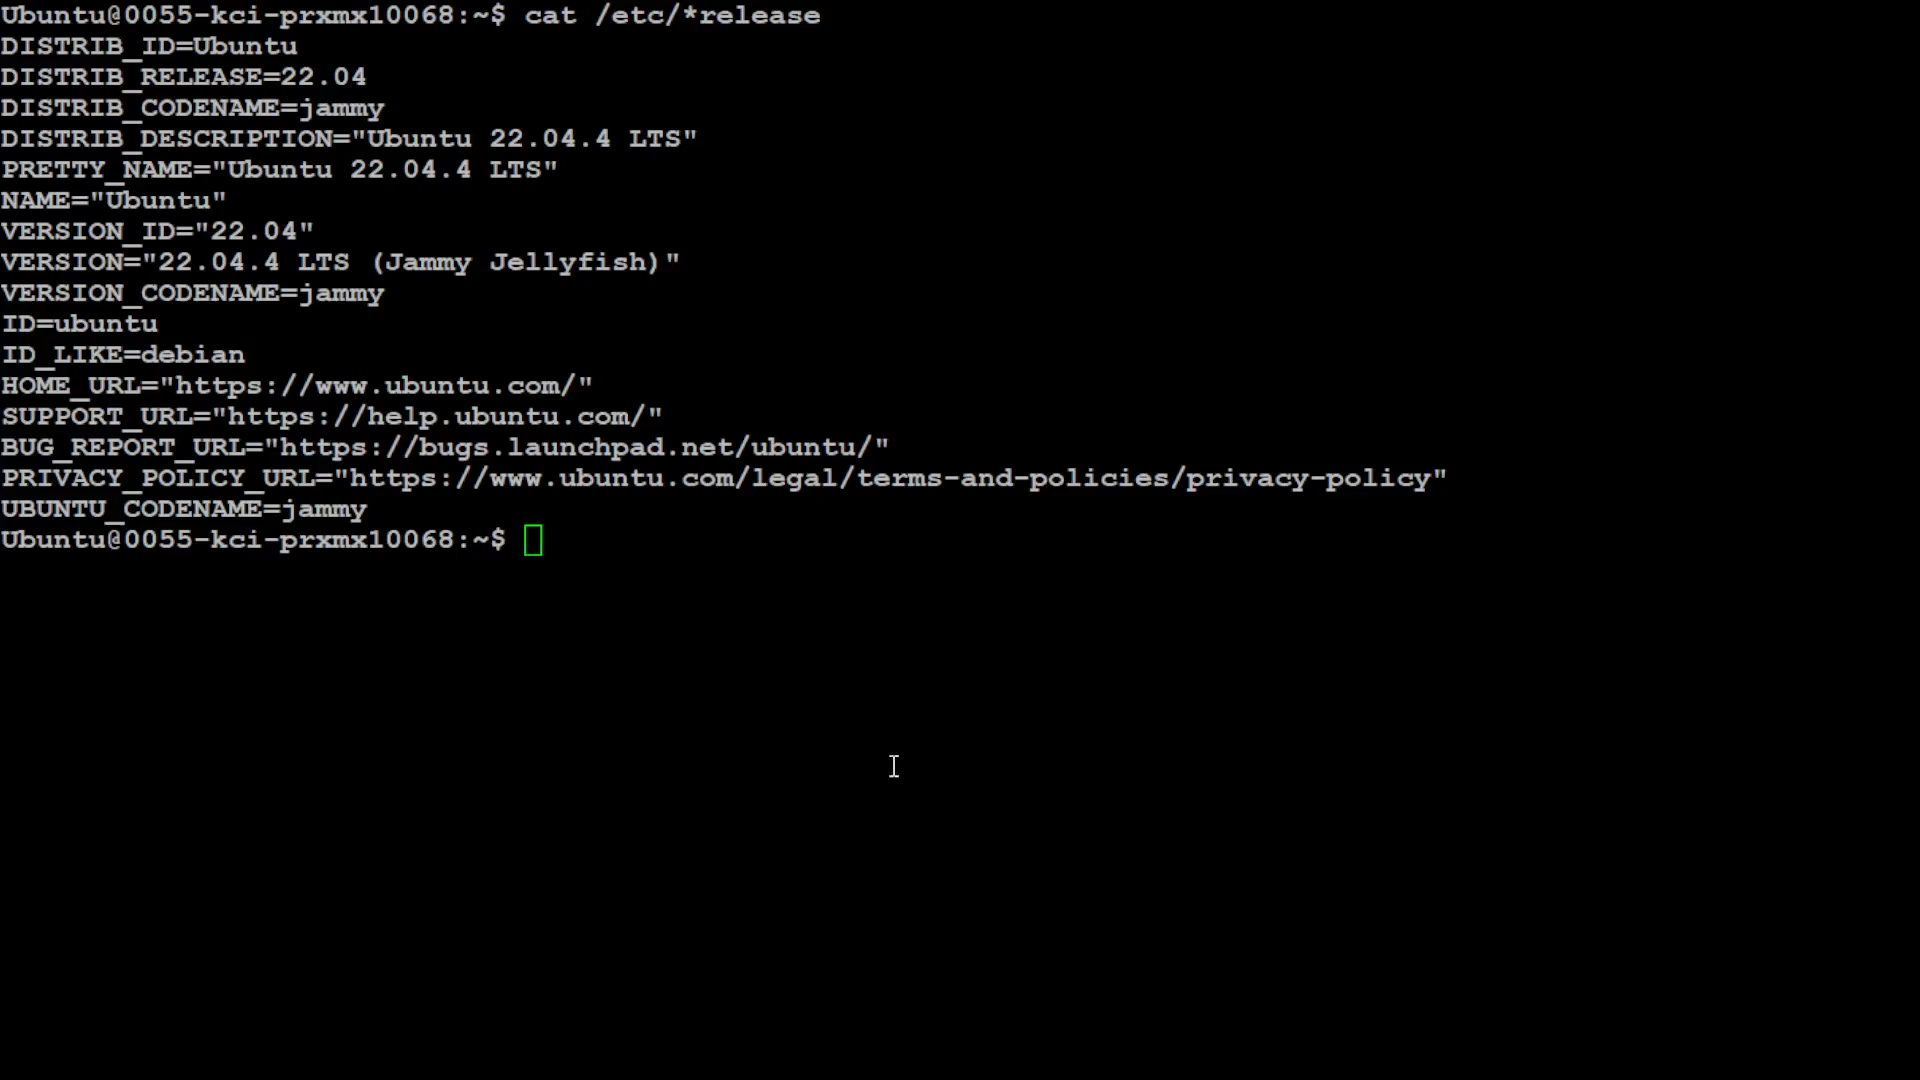 Ubuntu@0055-kci-prxmx10068:~$ cat /etc/*release
DISTRIB_ID=Ubuntu
DISTRIB_RELEASE=22.04
DISTRIB_CODENAME=jammy
DISTRIB_DESCRIPTION="Ubuntu 22.04.4 LTS"
PRETTY_NAME="Ubuntu 22.04.4 LTS"
NAME="Ubuntu"
VERSION_ID="22.04"
VERSION="22.04.4 LTS (Jammy Jellyfish)"
VERSION_CODENAME=jammy
ID=ubuntu
ID_LIKE=debian
HOME_URL="https://www.ubuntu.com/"
SUPPORT_URL="https://help.ubuntu.com/"
BUG_REPORT_URL="https://bugs.launchpad.net/ubuntu/"
PRIVACY_POLICY_URL="https://www.ubuntu.com/legal/terms-and-policies/privacy-policy"
UBUNTU_CODENAME=jammy
Ubuntu@0055-kci-prxmx10068:~$